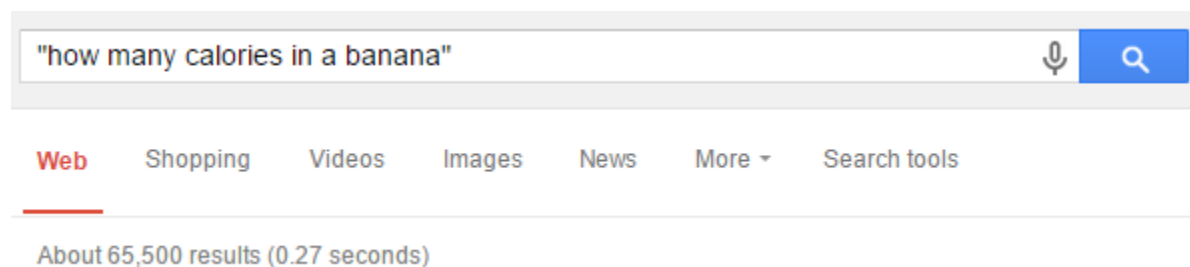 "how many calories in a banana"
Web Shopping Videos Images News More Search tools
About 65,500 results (0.27 seconds)